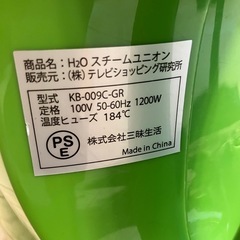 商品名：H₂O スチームユニオン
販売元：（株）テレビショッピング研究所
型式 KB-009C-GR
定格 100V 50-60Hz 1200W
温度ヒューズ 184℃
PSE
株式会社三味生活
Made in China